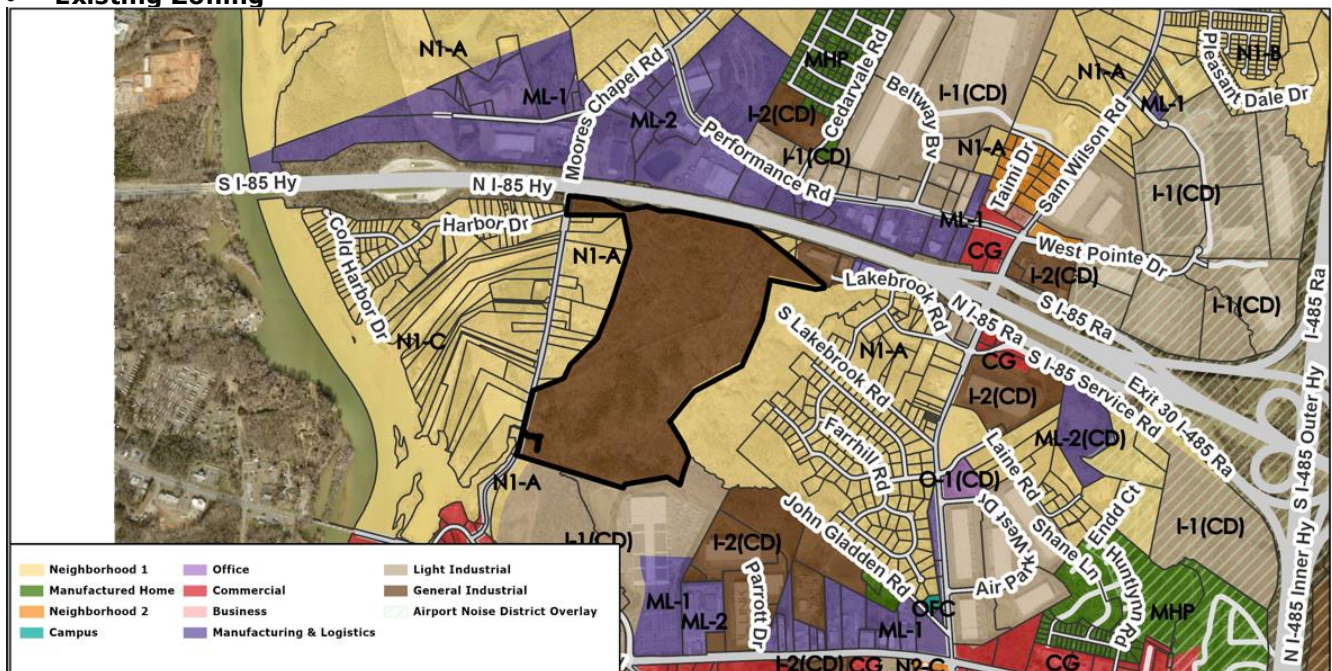 Existing Zoning
N1-A
ML-1
Moores Chapel Rd
ML-2
MHP
Cedarvale Rd
I-2(CD)
I-1(CD)
Performance Rd
Beltway Bv
I-1(CD)
N1-A
Pleasant Dale Dr
N1-B
ML-1
Sam Wilson Rd
N1-A
Taimi Dr
I-1(CD)
S I-85 Hy
N I-85 Hy
Harbor Dr
Cold Harbor Dr
N1-A
N1-C
ML-1
CG
West Pointe Dr
I-2(CD)
S I-85 Ra
I-1(CD)
I-485 Ra
Lakebrook Rd
N I-85 Ra
S Lakebrook Rd
N1-A
CG
S I-85 Service Rd
I-2(CD)
Exit 30 I-485 Ra
S I-485 Outer Hy
ML-2(CD)
Farrhill Rd
Laine Rd
O-1(CD)
N1-A
West Pk Dr
Shane Ln
Endd Ct
I-1(CD)
N I-485 Inner Hy
I-1(CD)
I-2(CD)
John Gladden Rd
Air Park
Huntlynn Rd
MHP
Parrott Dr
ML-1
ML-2
ML-1
OFC
I-2(CD)
CG
N2-C
CG
Neighborhood 1
Manufactured Home
Neighborhood 2
Campus
Office
Commercial
Business
Manufacturing & Logistics
Light Industrial
General Industrial
Airport Noise District Overlay